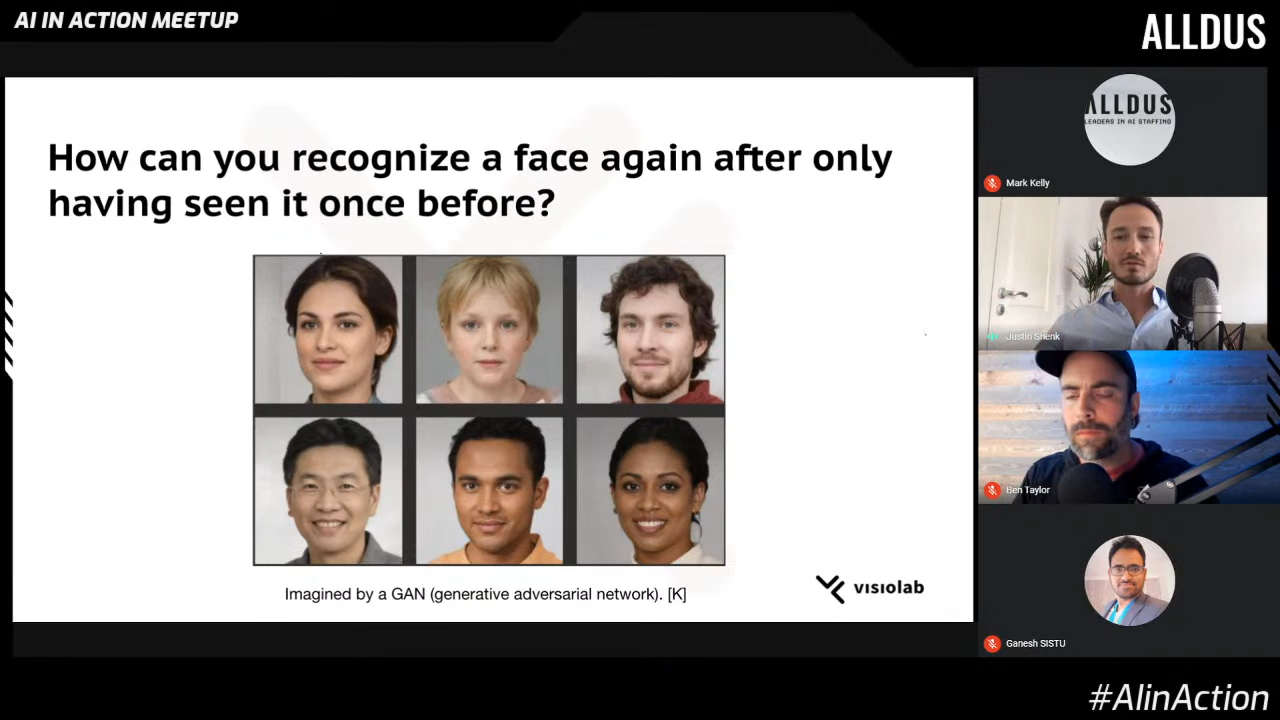 AI IN ACTION MEETUP
ALLDUS
How can you recognize a face again after only
having seen it once before?
Imagined by a GAN (generative adversarial network). [K]
visiolab
ALLDUS
LEADERS IN AI STAFFING
Mark Kelly
Justin Shenk
Ben Taylor
Ganesh SISTU
#AIinAction